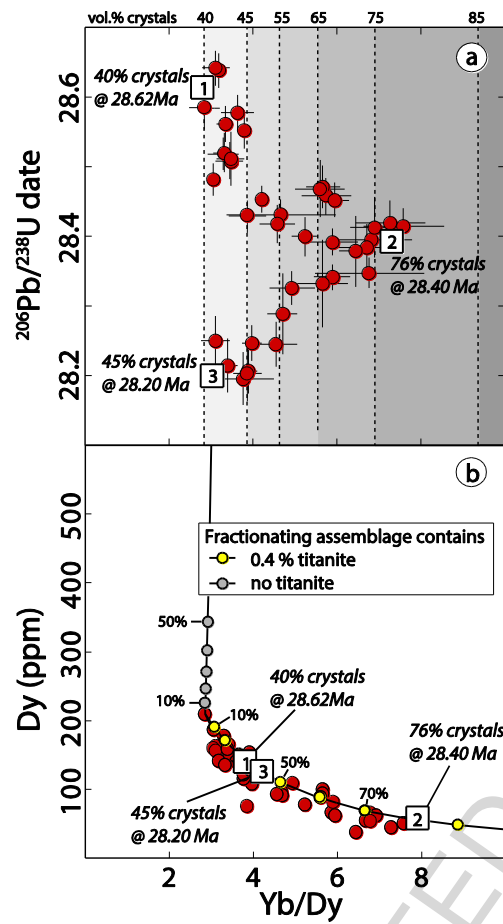 vol.% crystals 40 45 55 65 75 85
a
28.6
28.4
28.2
206Pb/238U date
40% crystals
@ 28.62Ma
1
2
76% crystals
@ 28.40 Ma
45% crystals
@ 28.20 Ma
3
b
500
400
300
200
100
Dy (ppm)
Fractionating assemblage contains
0.4 % titanite
no titanite
50%
10%
10%
40% crystals
@ 28.62Ma
1
3
50%
76% crystals
@ 28.40 Ma
70%
2
45% crystals
@ 28.20 Ma
2 4 6 8
Yb/Dy